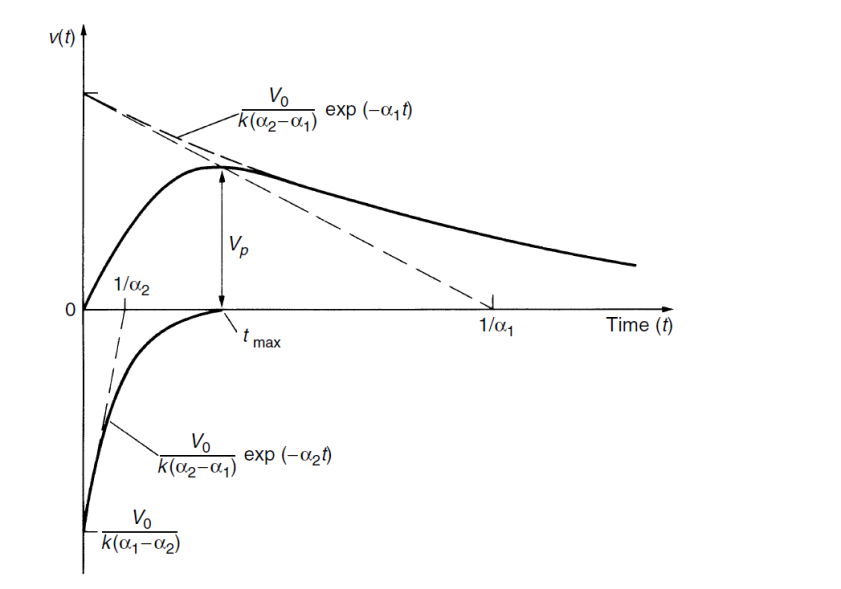 v(t)
V₀
k(α₂−α₁) exp (−α₁t)
Vₚ
1/α₂
0
t max
1/α₁
Time (t)
V₀
k(α₂−α₁) exp (−α₂t)
V₀
k(α₁−α₂)